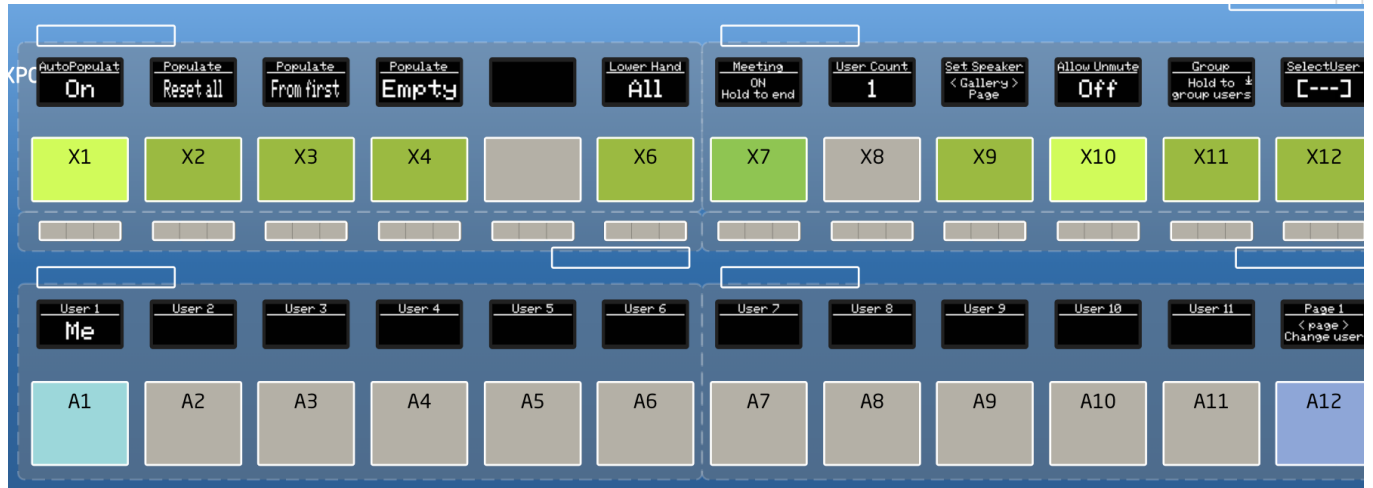 XPO
AutoPopulat
On
Populate
Reset all
Populate
From first
Populate
Empty
Lower Hand
All
Meeting
ON
Hold to end
User Count
1
Set Speaker
<Gallery>
Page
Allow Unmute
Off
Group
Hold to
group users
SelectUser
[---]
X1 X2 X3 X4 X6 X7 X8 X9 X10 X11 X12
User 1
Me
User 2
User 3
User 4
User 5
User 6
User 7
User 8
User 9
User 10
User 11
Page 1
<page>
Change user
A1 A2 A3 A4 A5 A6 A7 A8 A9 A10 A11 A12